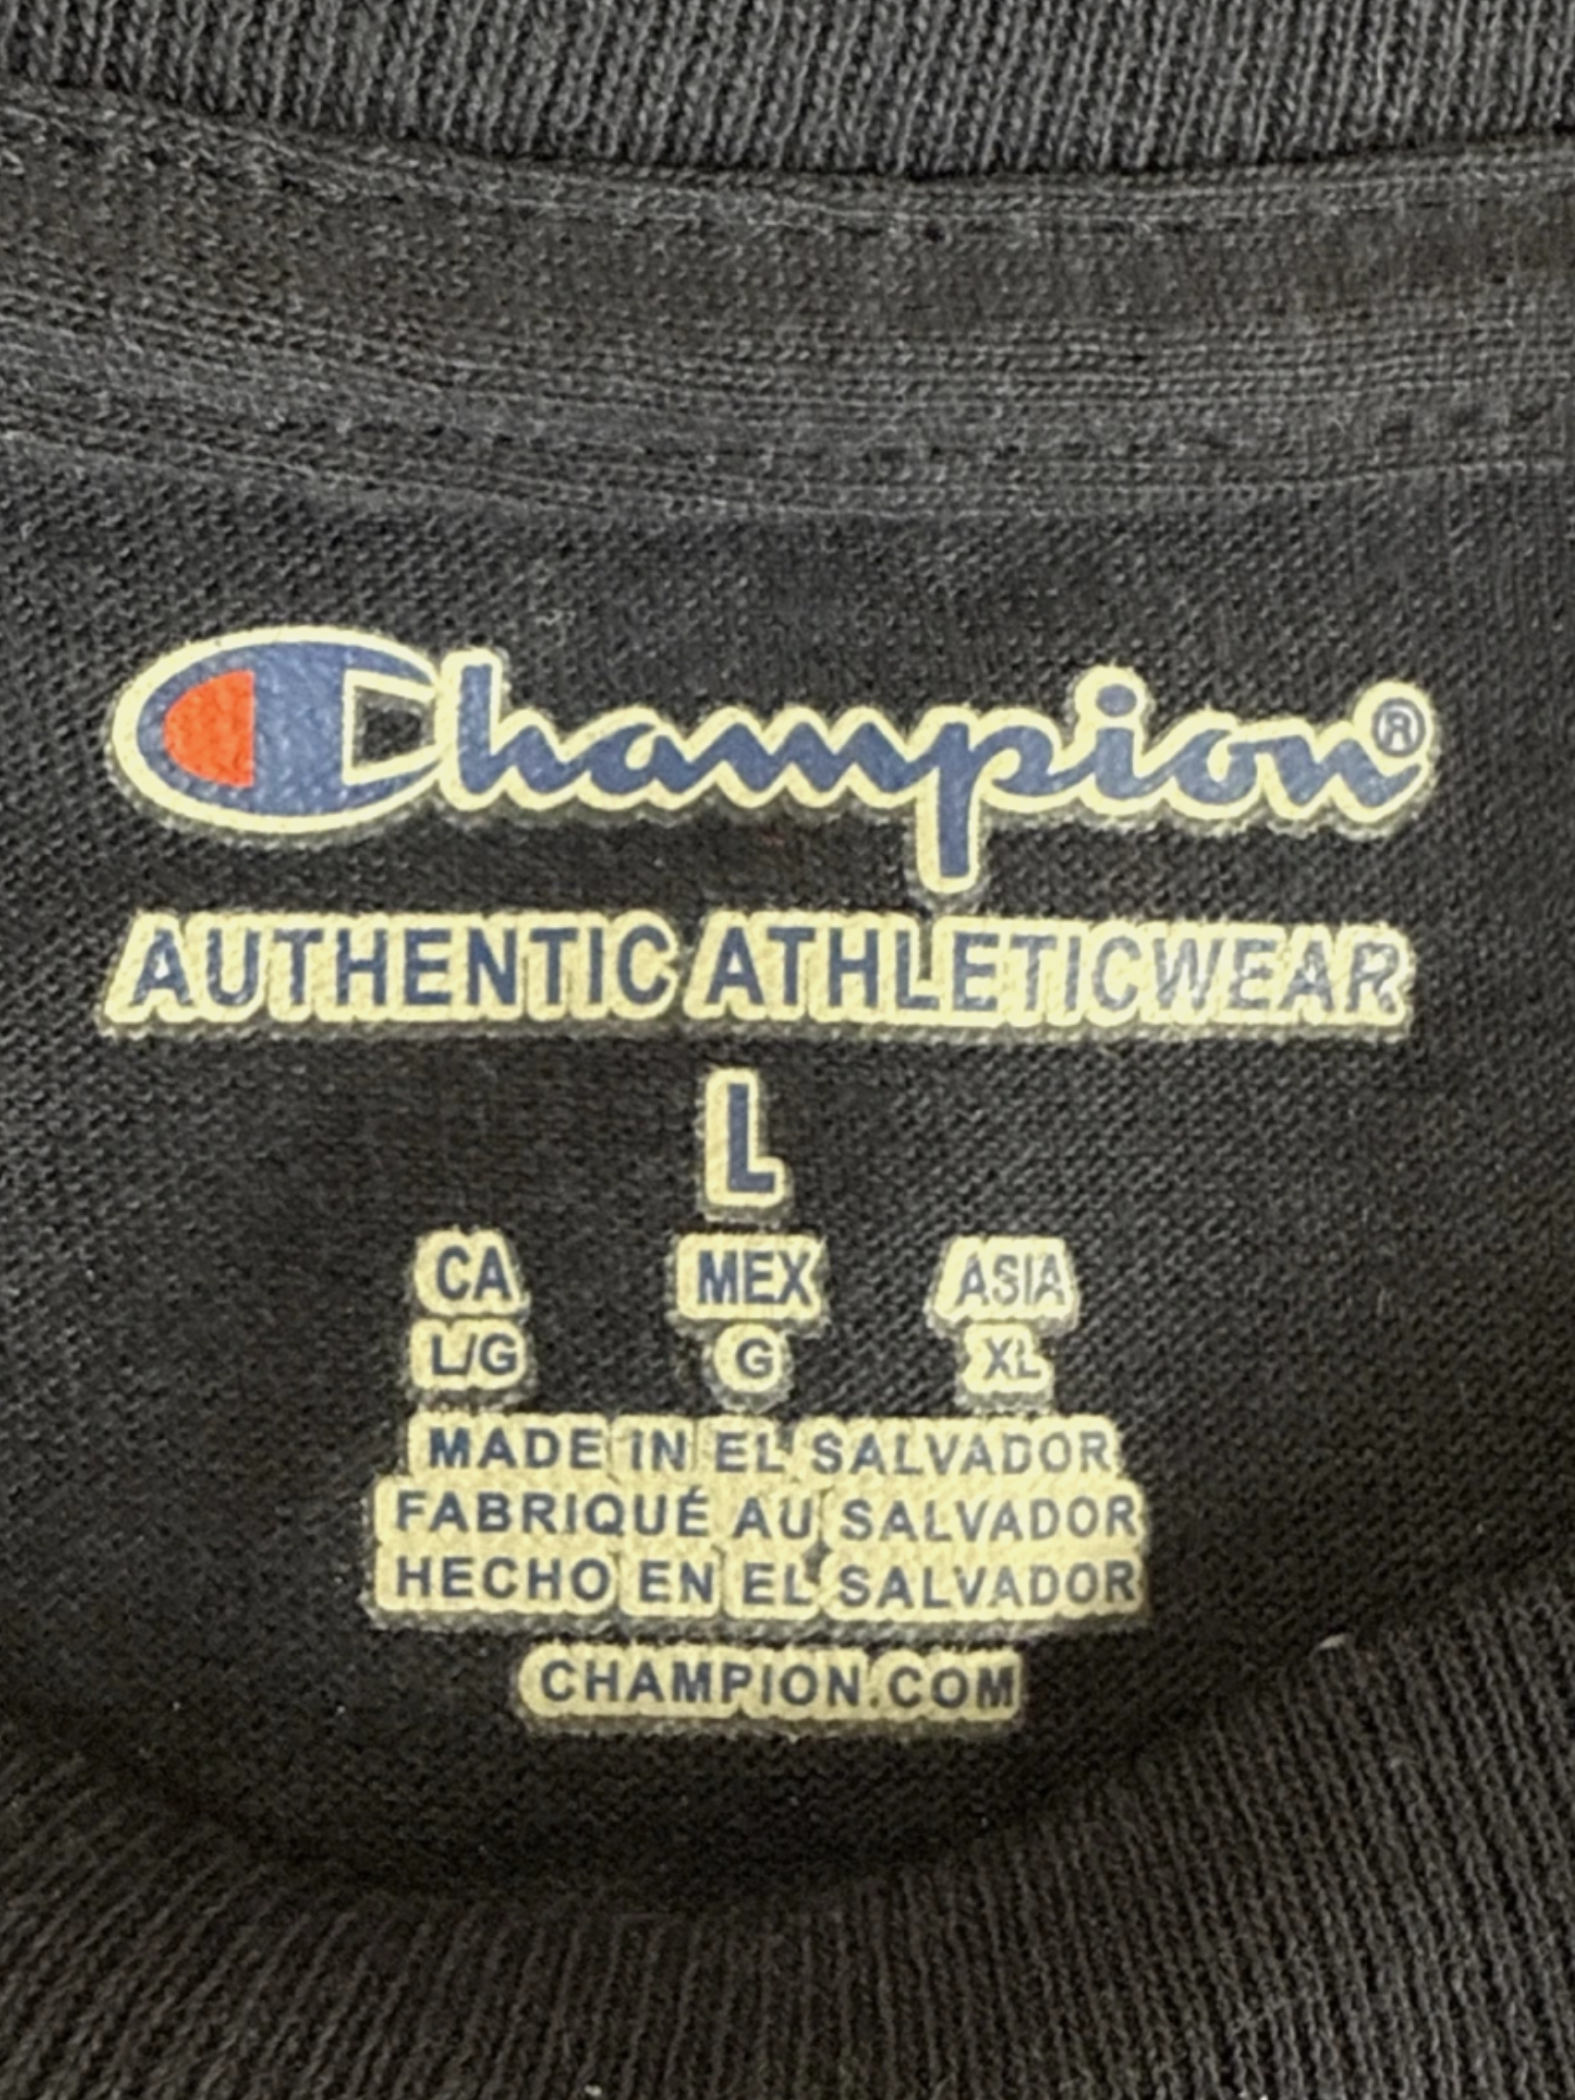 Champion®
AUTHENTIC ATHLETICWEAR
L
CA MEX ASIA
L/G G XL
MADE IN EL SALVADOR
FABRIQUÉ AU SALVADOR
HECHO EN EL SALVADOR
CHAMPION.COM